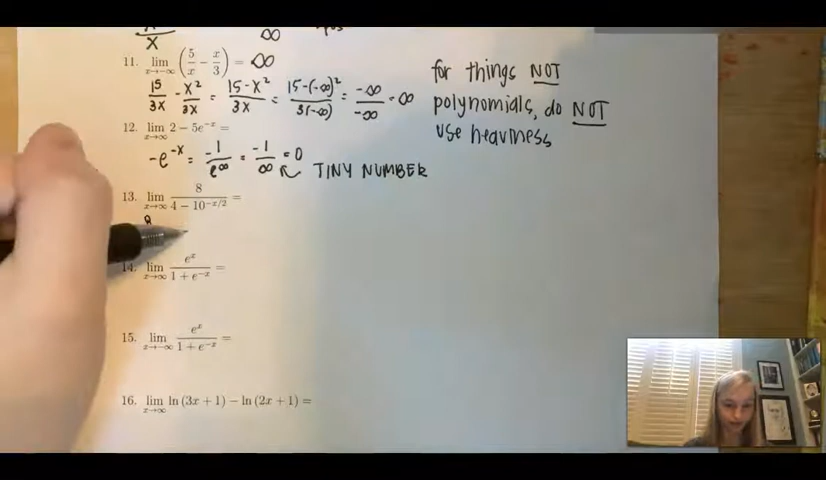 x
∞
11. lim x→-∞ (5/x - x/3) = ∞
15/3x - x²/3x = 15-x²/3x = 15-(-∞)²/3(-∞) = -∞/-∞ = ∞
for things NOT
polynomials, do NOT
use heaviness
12. lim x→∞ 2 - 5e^-x =
-e^-x = -1/e^∞ = -1/∞ = 0 TINY NUMBER
13. lim x→∞ 8/4 - 10^-x/2 =
8
14. lim x→∞ e^x/1 + e^-x =
15. lim x→-∞ e^x/1 + e^-x =
16. lim x→∞ ln (3x + 1) - ln (2x + 1) =